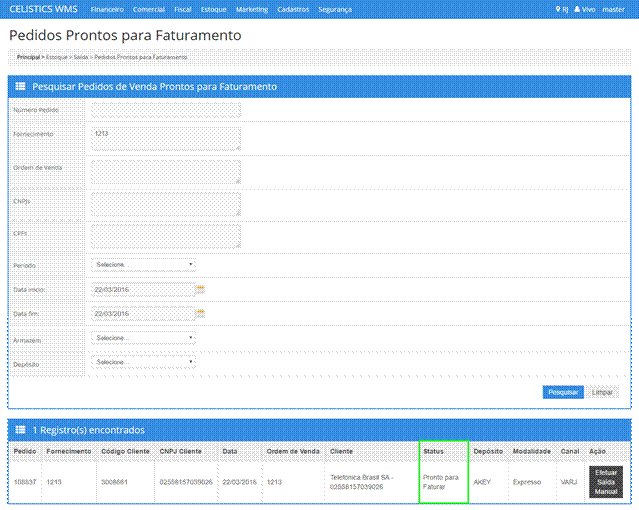 CELISTICS WMS Financeiro Comercial Fiscal Estoque Marketing Cadastros Segurança RJ Vivo master
Pedidos Prontos para Faturamento
Principal > Estoque > Saída > Pedidos Prontos para Faturamento
Pesquisar Pedidos de Venda Prontos para Faturamento
Número Pedido
Fornecimento 1213
Ordem de Venda
CNPJs
CPFs
Período Selecione
Data início: 22/03/2016
Data fim: 22/03/2016
Armazém Selecione...
Depósito Selecione...
Pesquisar Limpar
1 Registro(s) encontrados
Pedido Fornecimento Código Cliente CNPJ Cliente Data Ordem de Venda Cliente Status Depósito Modalidade Canal Ação
1213 3008661 02558157039026 22/03/2016 1213 Telefonica Brasil SA - 02558157039026 Pronto para Faturar AKEY Expresso VARJ Efetuar Saída Manual